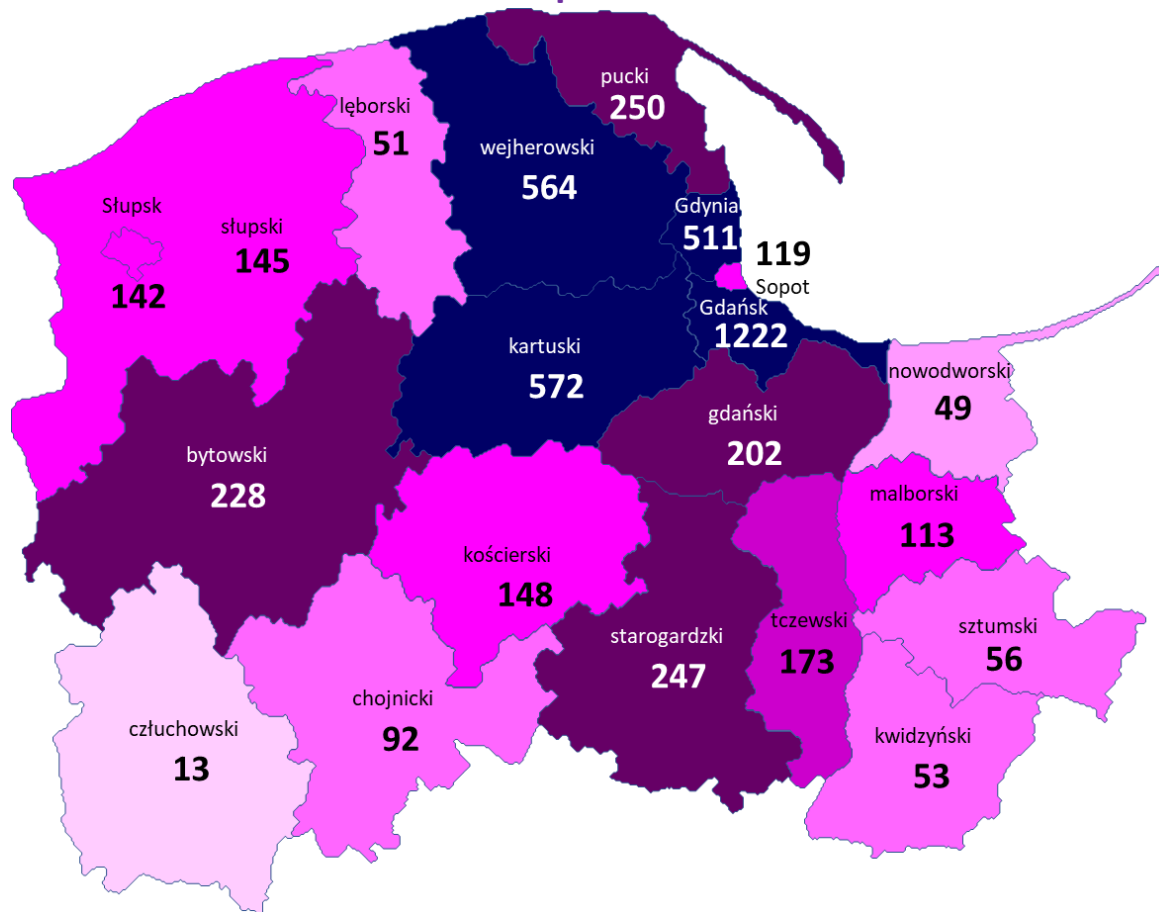 pucki
250
lęborski
51
wejherowski
564
Słupsk
142
słupski
145
Gdynia
511
119
Sopot
Gdańsk
1222
kartuski
572
nowodworski
49
gdański
202
bytowski
228
malborski
113
kościerski
148
starogardzki
247
tczewski
173
sztumski
56
chojnicki
92
człuchowski
13
kwidzyński
53